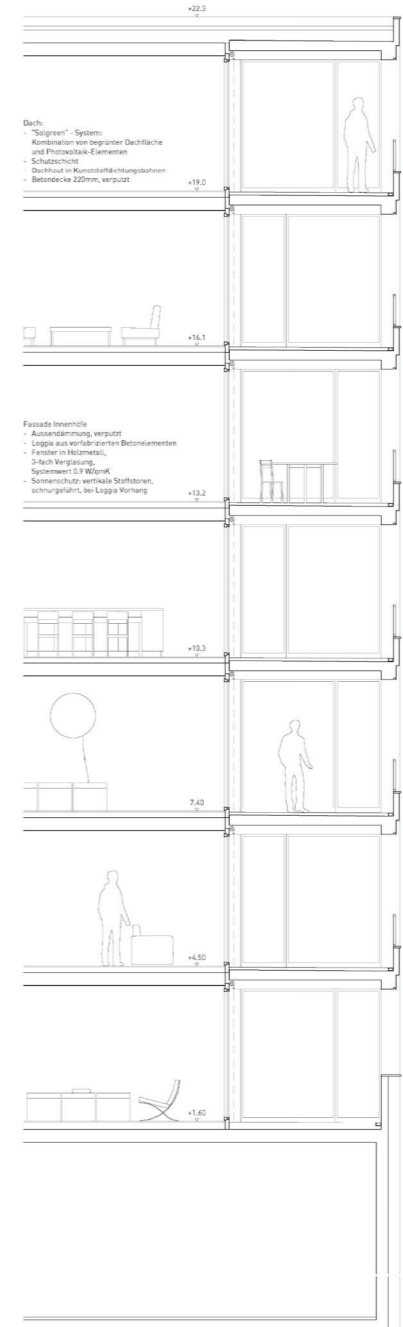 +22.3
Dach:
- "Solgreen" - System:
Kombination von begrünter Dachfläche
und Photovoltaik-Elementen
- Schutzschicht
- Dachhaut in Kunststoffdichtungsbahnen
- Betondecke 220mm, verputzt
+19.0
+16.1
Fassade Innenhöfe
- Aussendämmung, verputzt
- Loggia aus vorfabrizierten Betonelementen
- Fenster in Holzmetall,
3-fach Verglasung,
Systemwert 0.9 W/qmK
- Sonnenschutz: vertikale Stoffstoren,
schnurgeführt, bei Loggia Vorhang
+13.2
+10.3
7.40
+4.50
+1.60